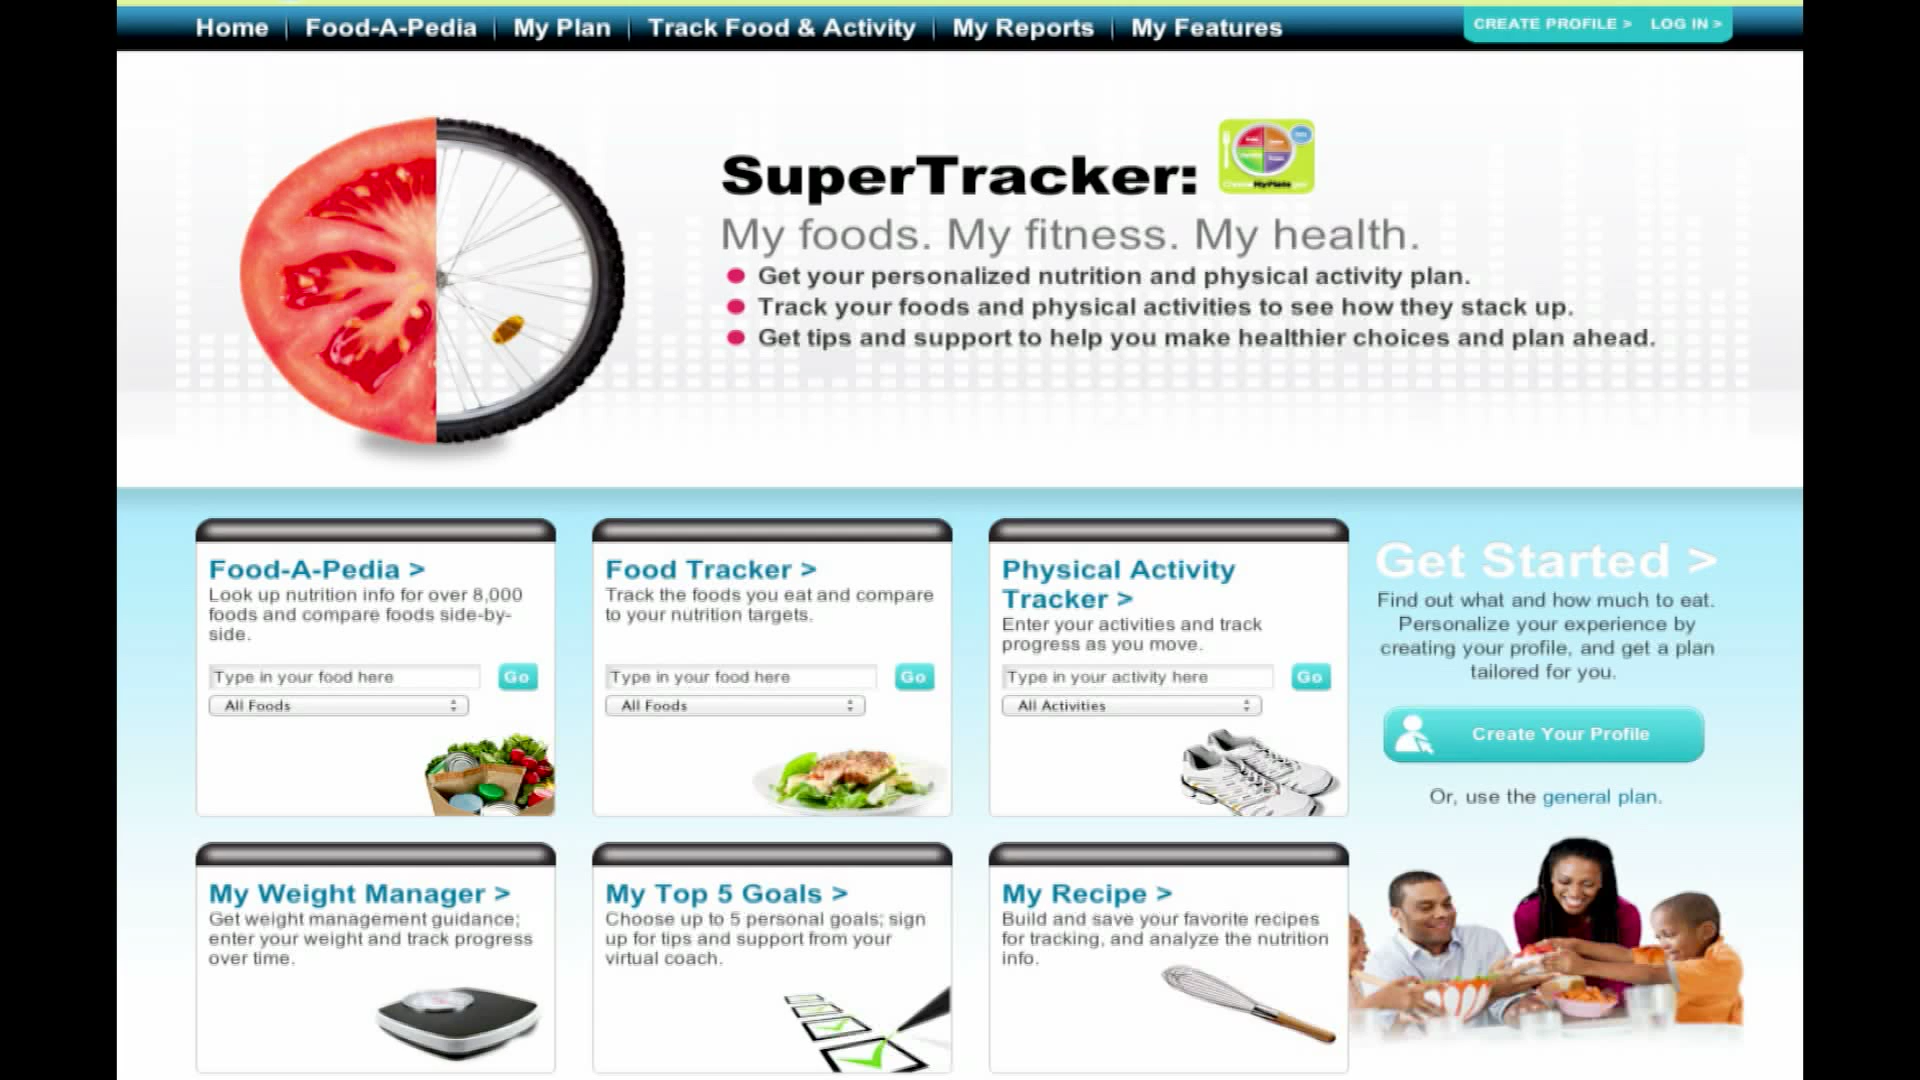 Home | Food-A-Pedia | My Plan | Track Food & Activity | My Reports | My Features
CREATE PROFILE > LOG IN >
SuperTracker:
My foods. My fitness. My health.
Get your personalized nutrition and physical activity plan.
Track your foods and physical activities to see how they stack up.
Get tips and support to help you make healthier choices and plan ahead.
Food-A-Pedia >
Look up nutrition info for over 8,000
foods and compare foods side-by-
side.
Type in your food here Go
All Foods
Food Tracker >
Track the foods you eat and compare
to your nutrition targets.
Type in your food here Go
All Foods
Physical Activity
Tracker >
Enter your activities and track
progress as you move.
Type in your activity here Go
All Activities
Get Started >
Find out what and how much to eat.
Personalize your experience by
creating your profile, and get a plan
tailored for you.
Create Your Profile
Or, use the general plan.
My Weight Manager >
Get weight management guidance;
enter your weight and track progress
over time.
My Top 5 Goals >
Choose up to 5 personal goals; sign
up for tips and support from your
virtual coach.
My Recipe >
Build and save your favorite recipes
for tracking, and analyze the nutrition
info.